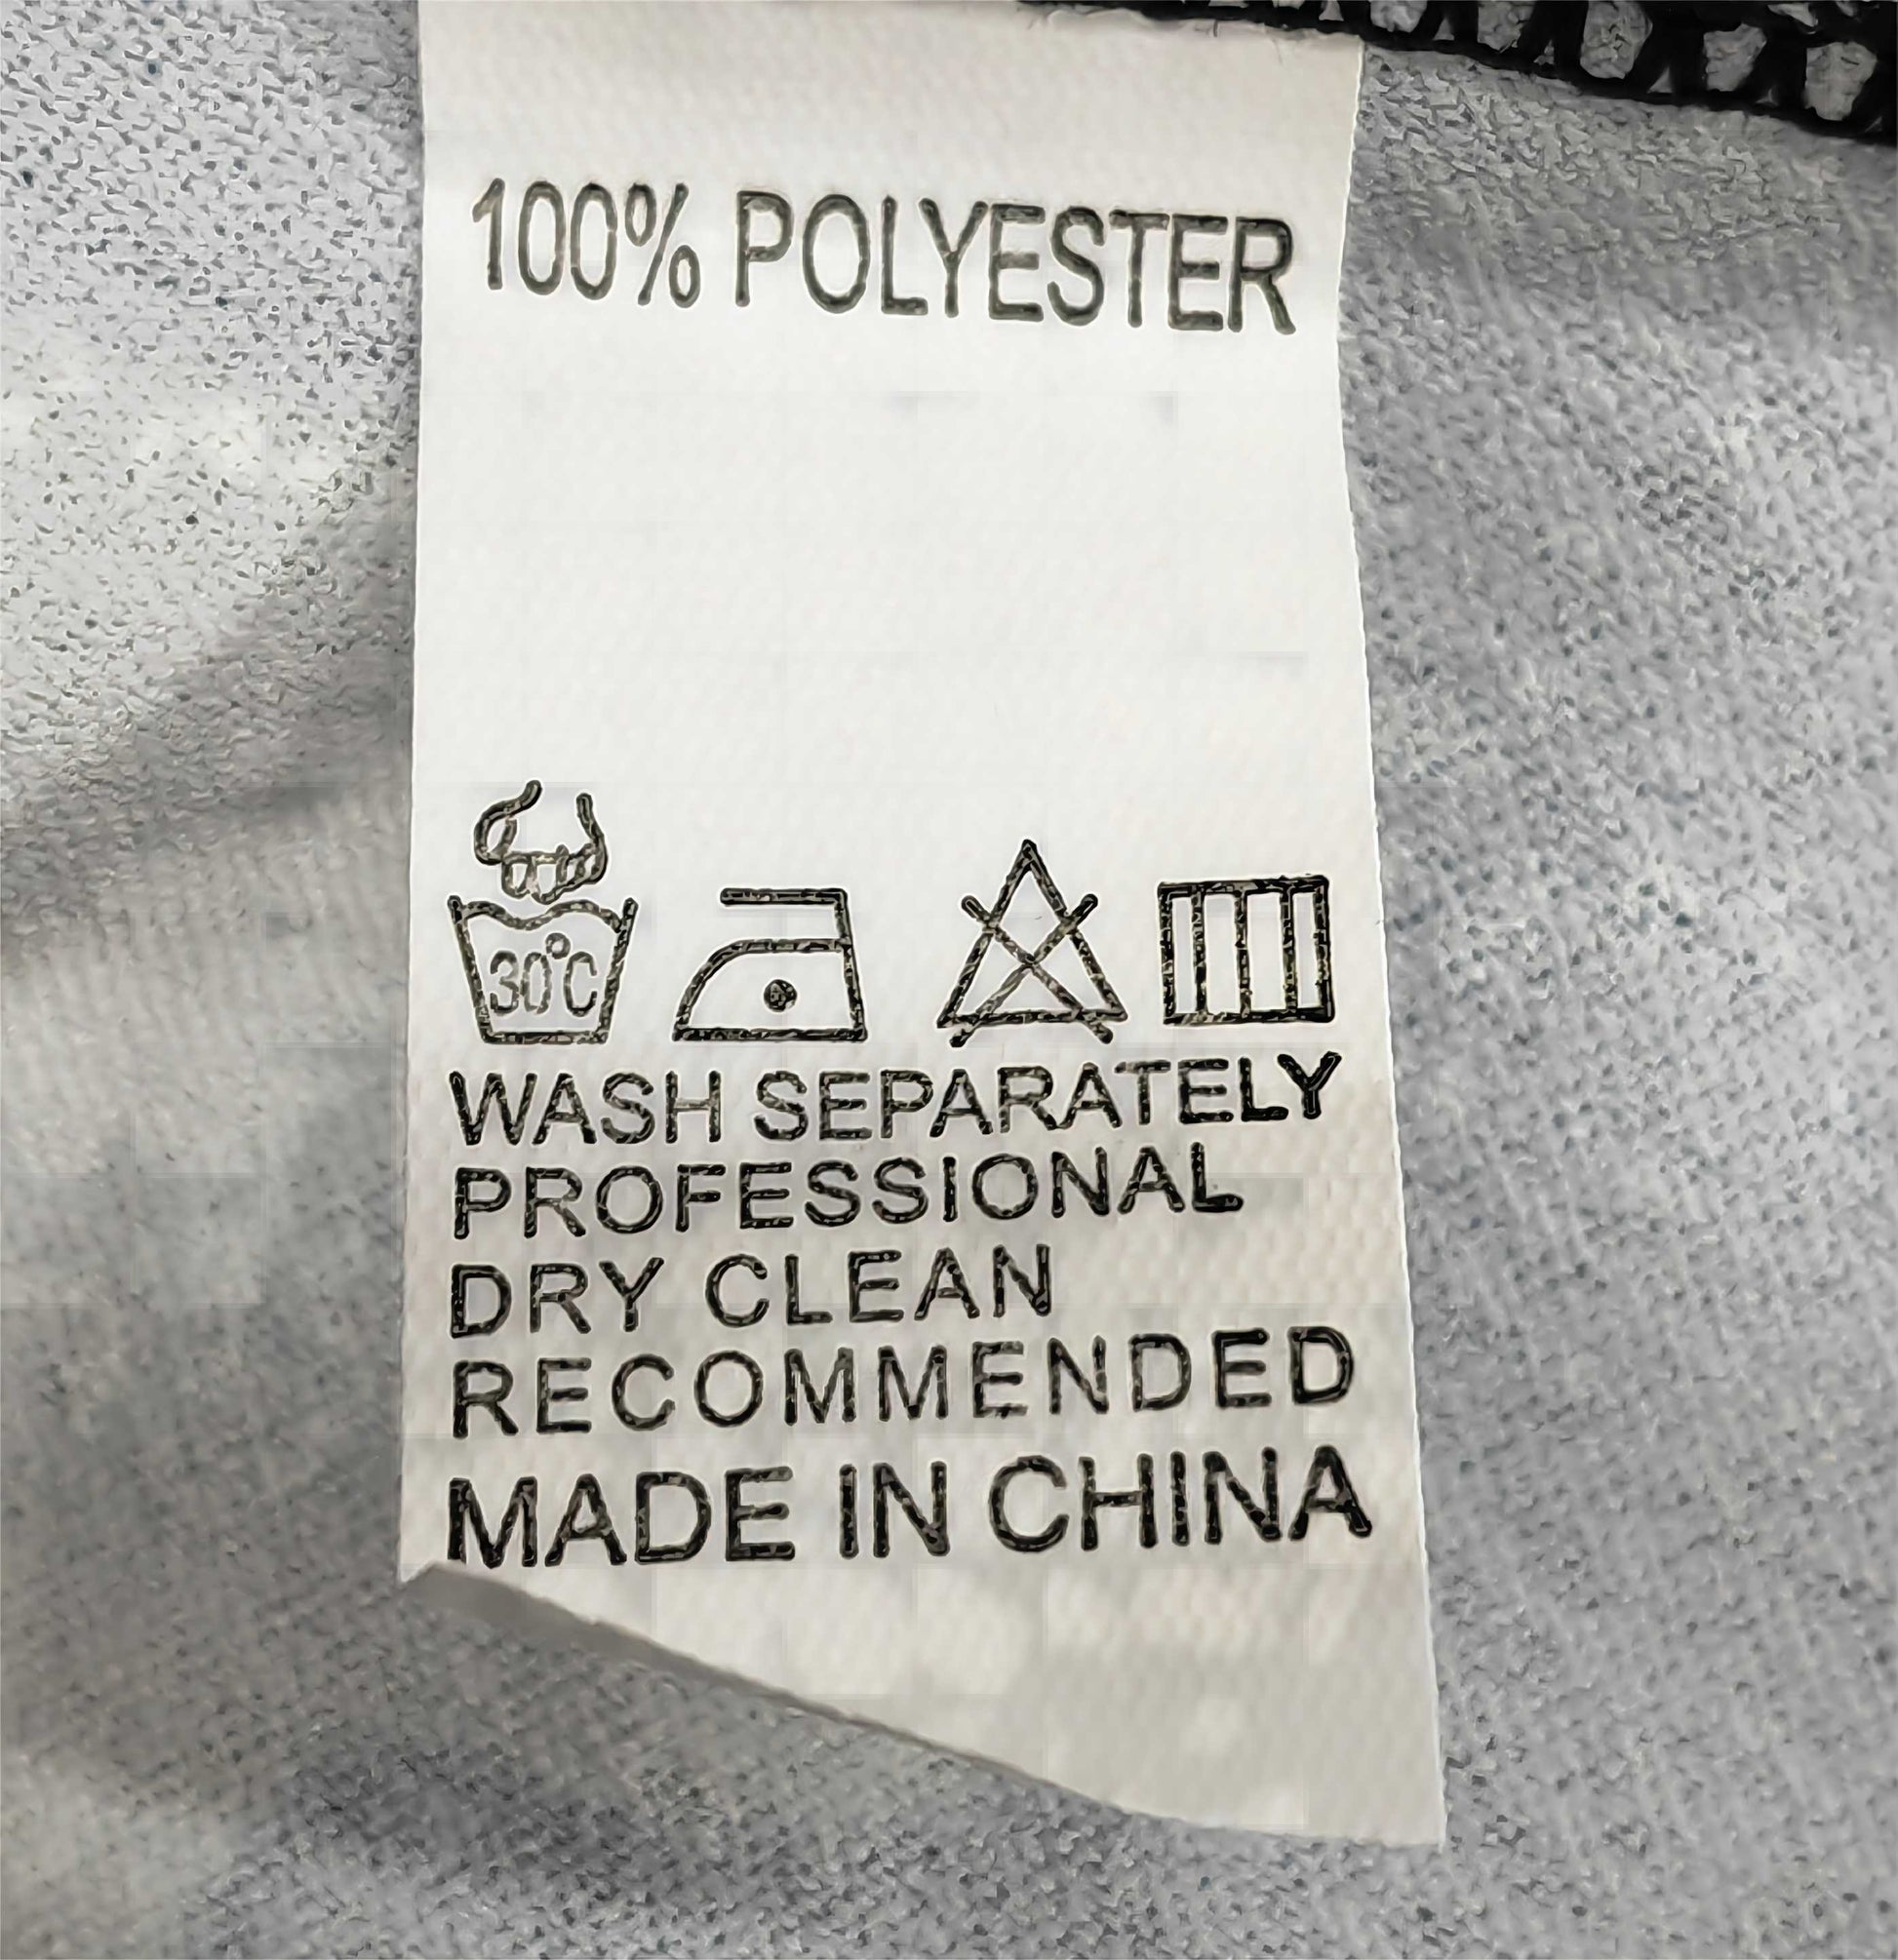 100% POLYESTER
30°C
WASH SEPARATELY
PROFESSIONAL
DRY CLEAN
RECOMMENDED
MADE IN CHINA